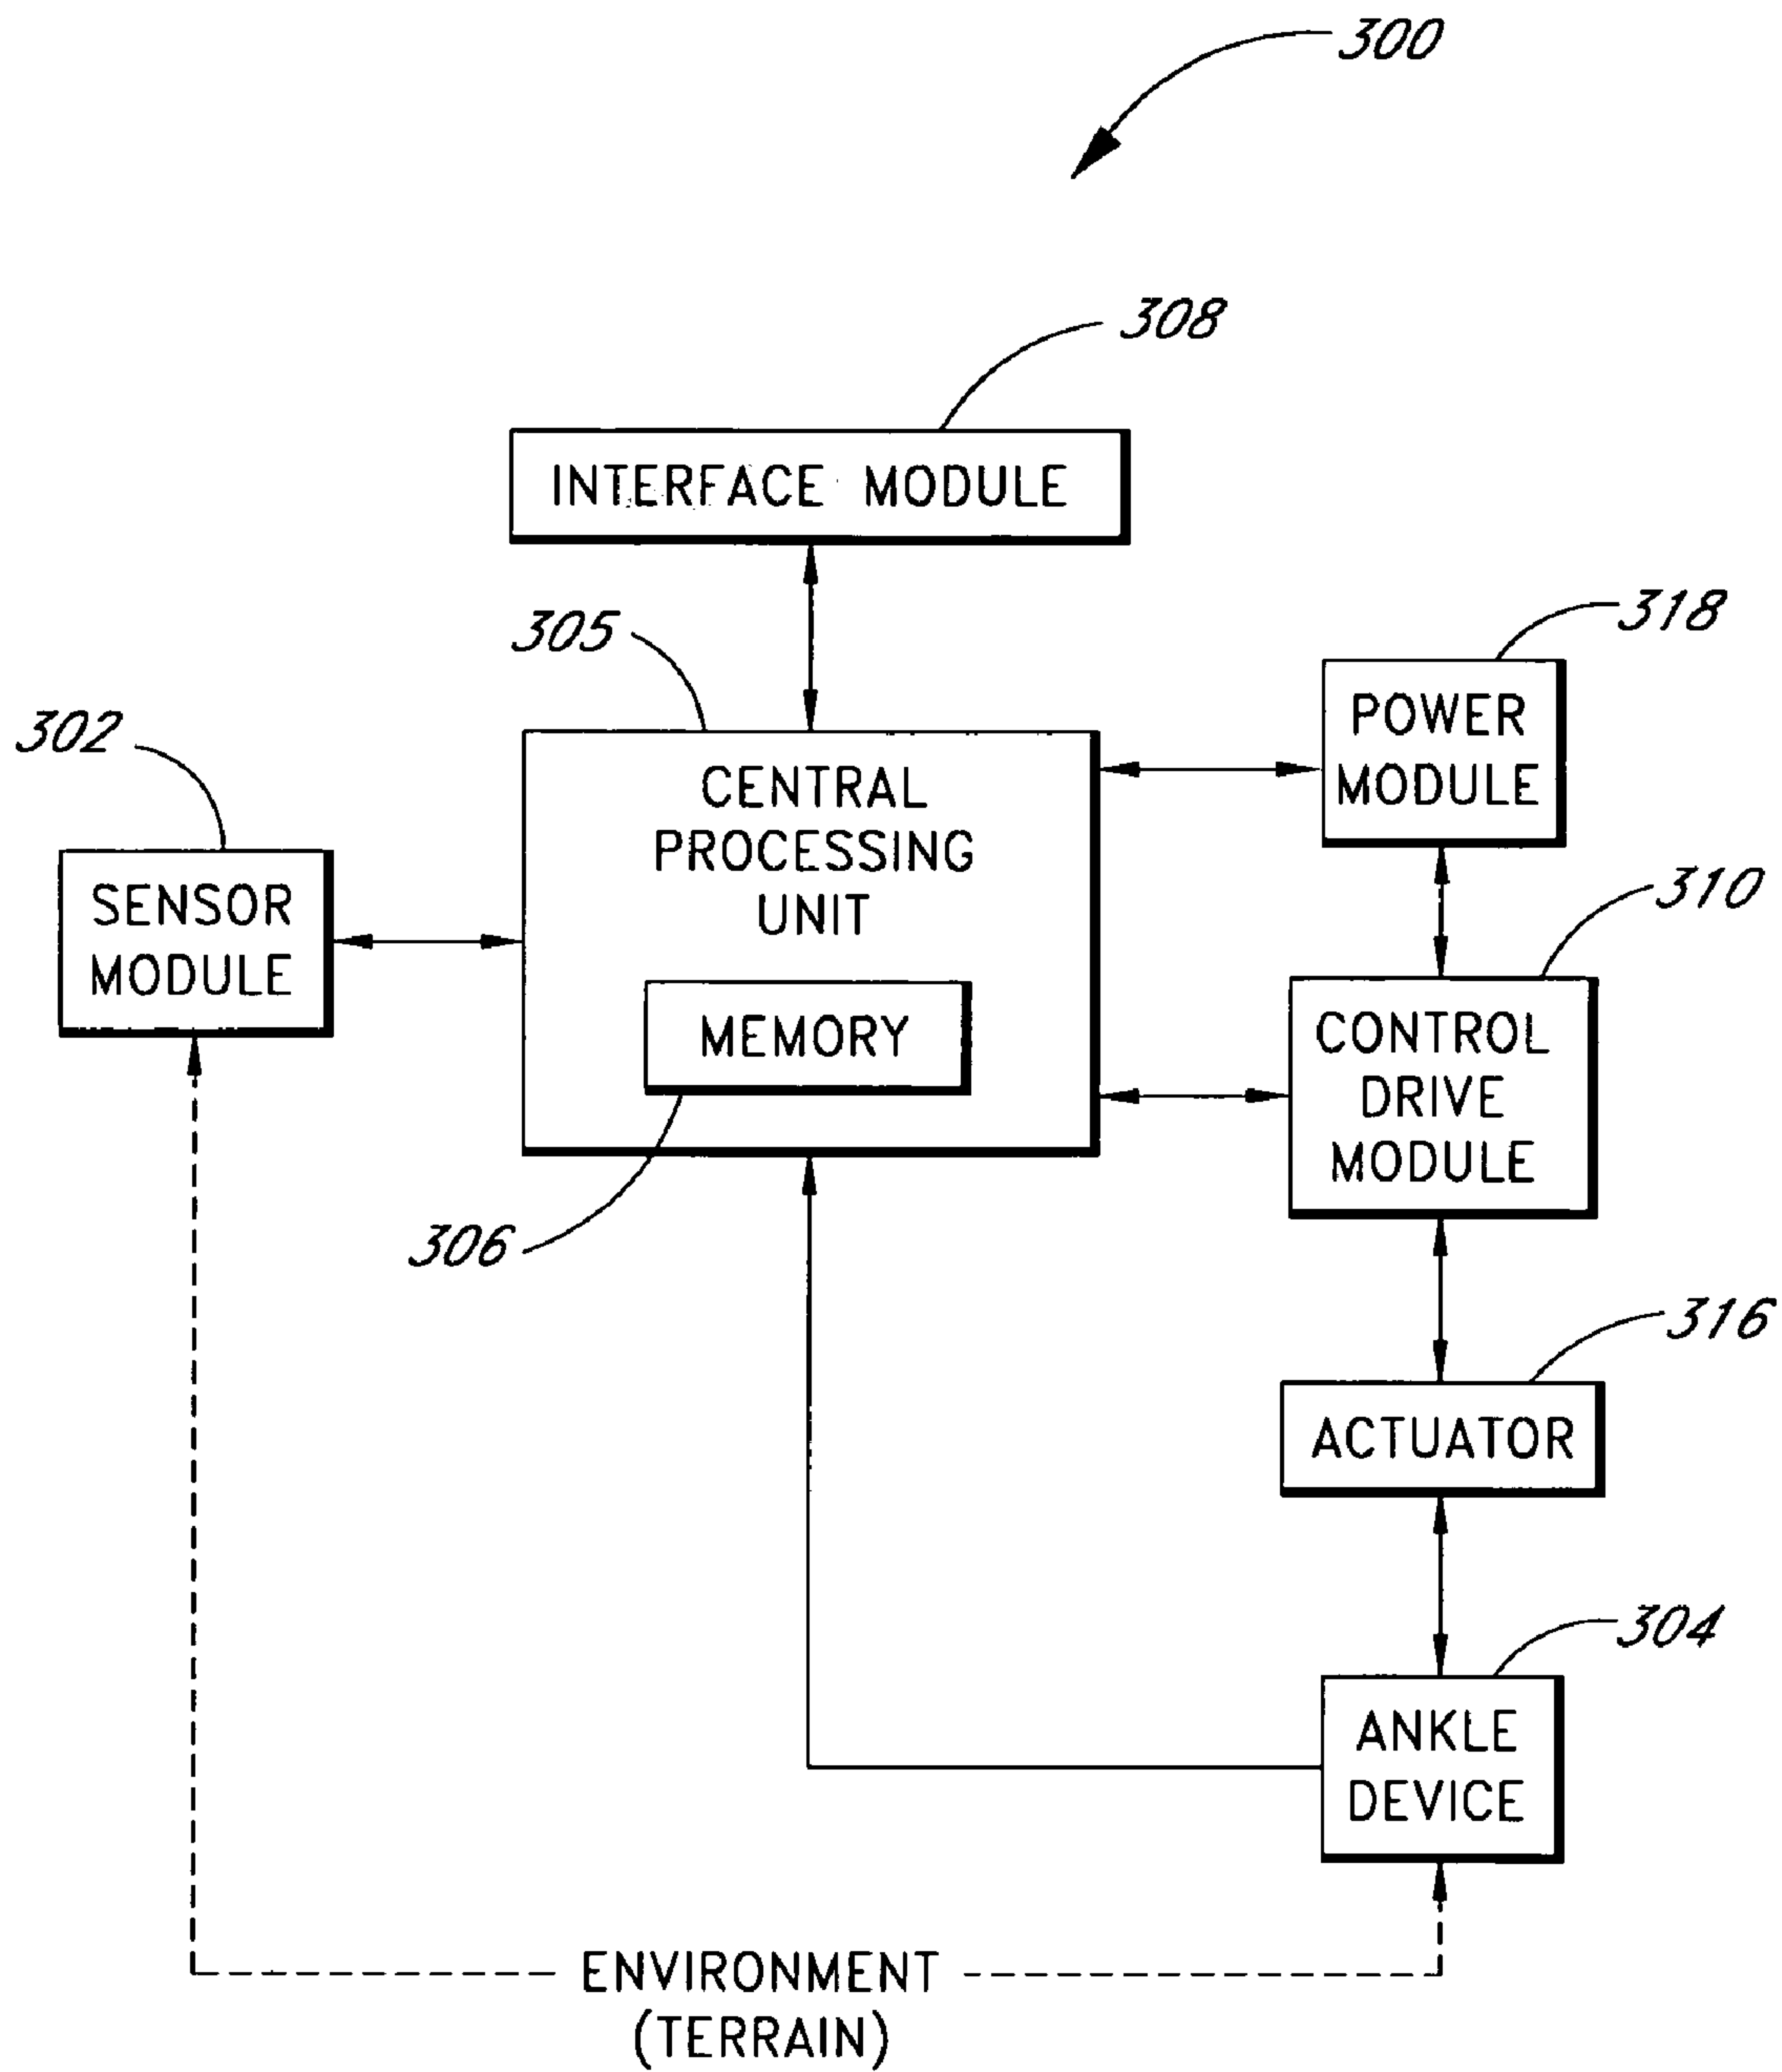 300
308
INTERFACE MODULE
305
318
302
CENTRAL
PROCESSING
UNIT
POWER
MODULE
SENSOR
MODULE
310
MEMORY
CONTROL
DRIVE
MODULE
306
316
ACTUATOR
304
ANKLE
DEVICE
ENVIRONMENT
(TERRAIN)